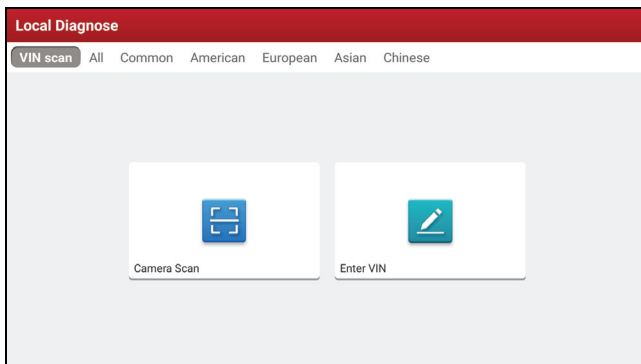 Local Diagnose
VIN scan All Common American European Asian Chinese
Camera Scan
Enter VIN